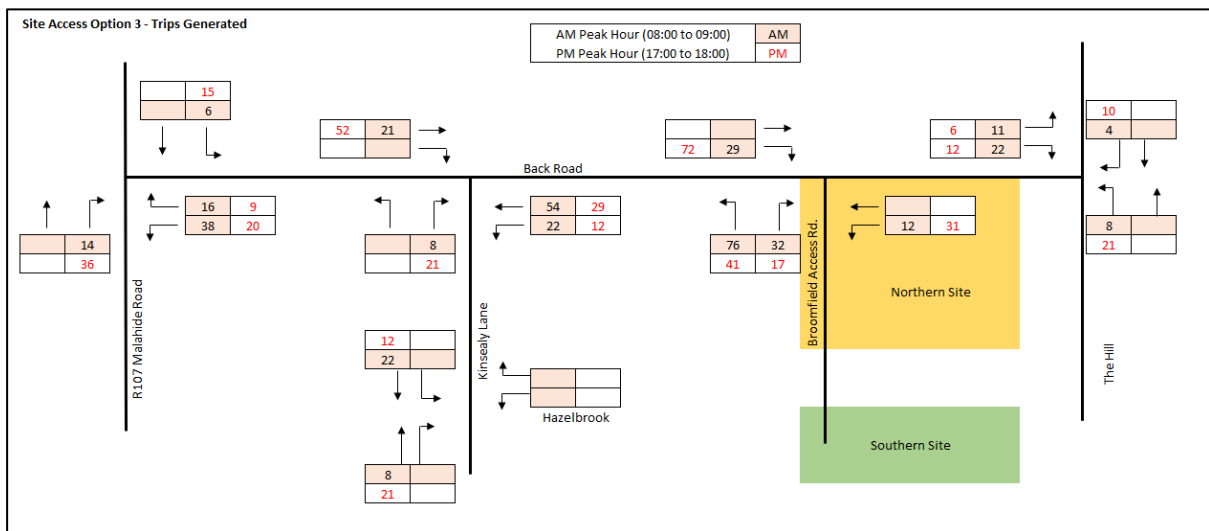 Site Access Option 3 - Trips Generated
AM Peak Hour (08:00 to 09:00) AM
PM Peak Hour (17:00 to 18:00) PM
15
6
52 21
72 29
6 11
12 22
10
4
Back Road
16 9
38 20
14
36
8
21
54 29
22 12
76 32
41 17
12 31
8
21
R107 Malahide Road
Kinsealy Lane
Broomfield Access Rd.
Northern Site
The Hill
12
22
Hazelbrook
8
21
Southern Site